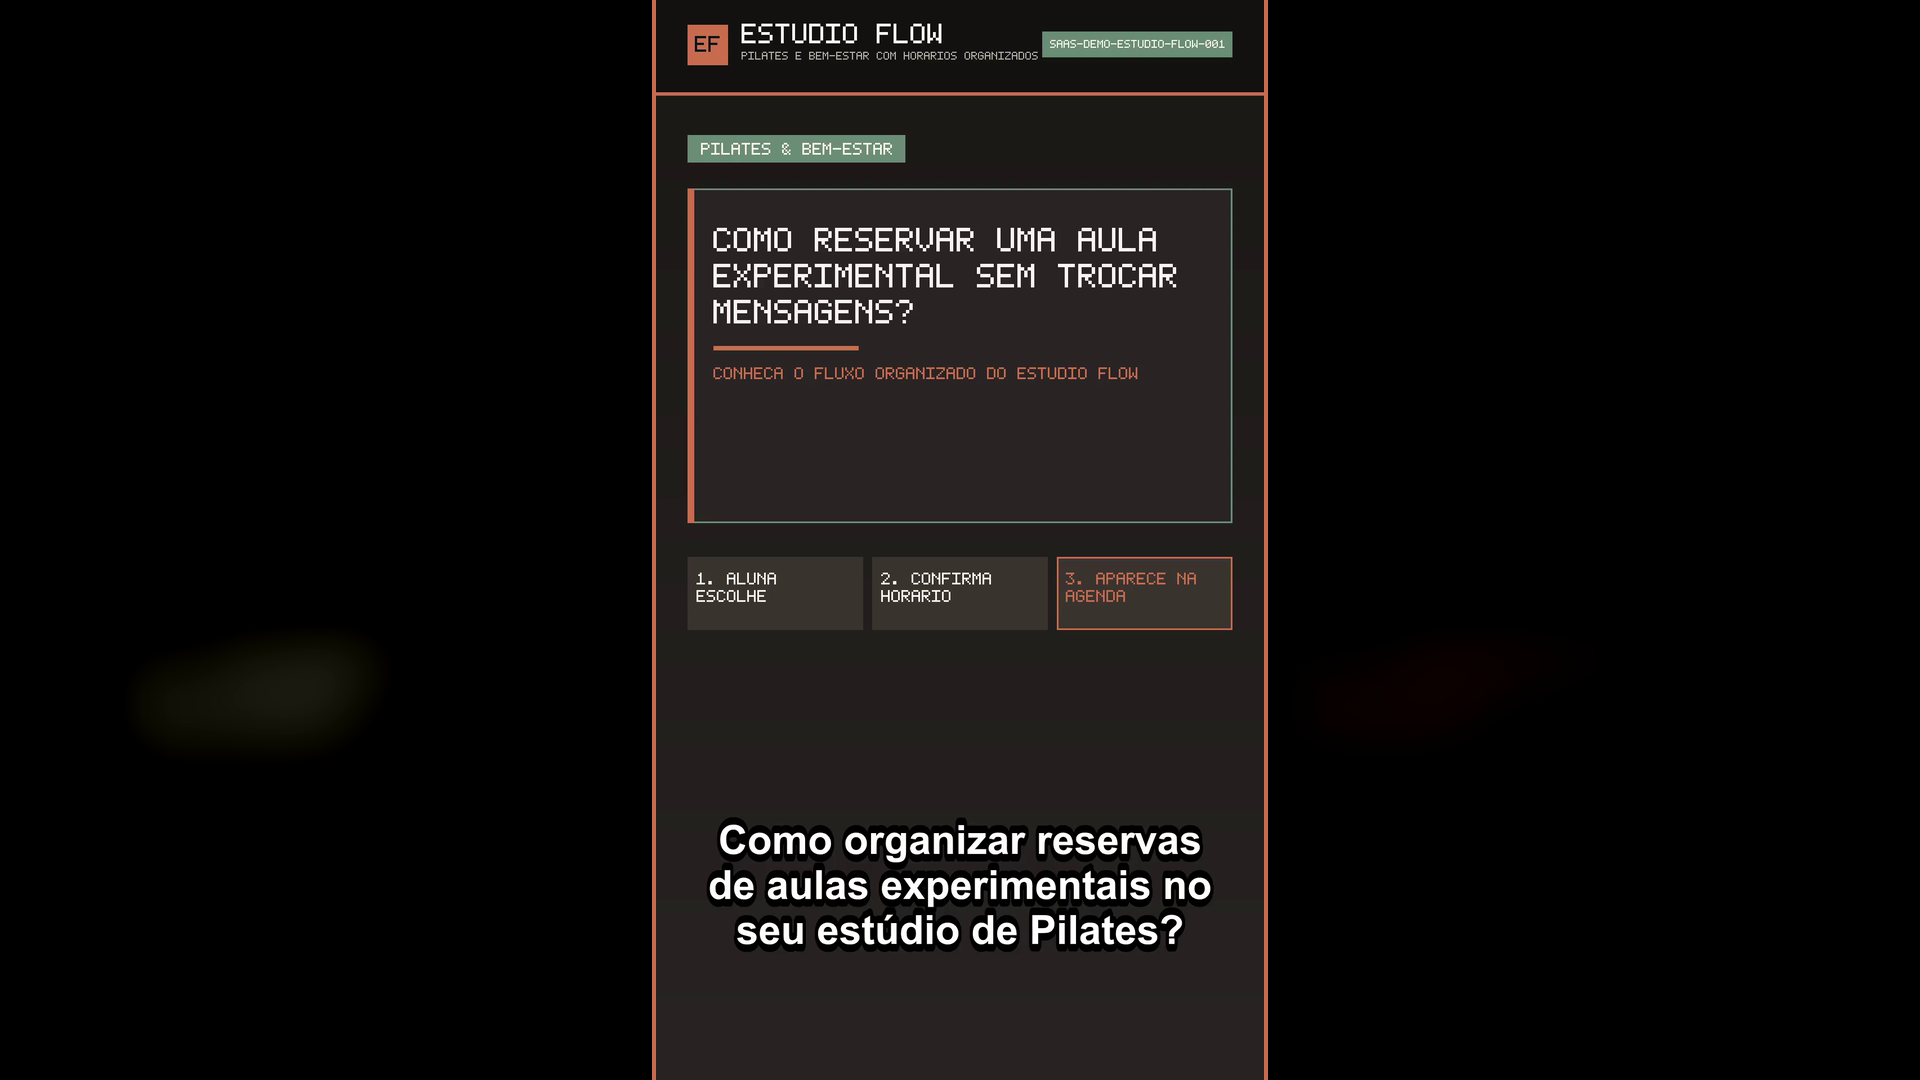 EF
ESTUDIO FLOW
PILATES E BEM-ESTAR COM HORARIOS ORGANIZADOS
SAAS-DEMO-ESTUDIO-FLOW-001
PILATES & BEM-ESTAR
COMO RESERVAR UMA AULA
EXPERIMENTAL SEM TROCAR
MENSAGENS?
CONHECA O FLUXO ORGANIZADO DO ESTUDIO FLOW
1. ALUNA
ESCOLHE
2. CONFIRMA
HORARIO
3. APARECE NA
AGENDA
Como organizar reservas
de aulas experimentais no
seu estúdio de Pilates?